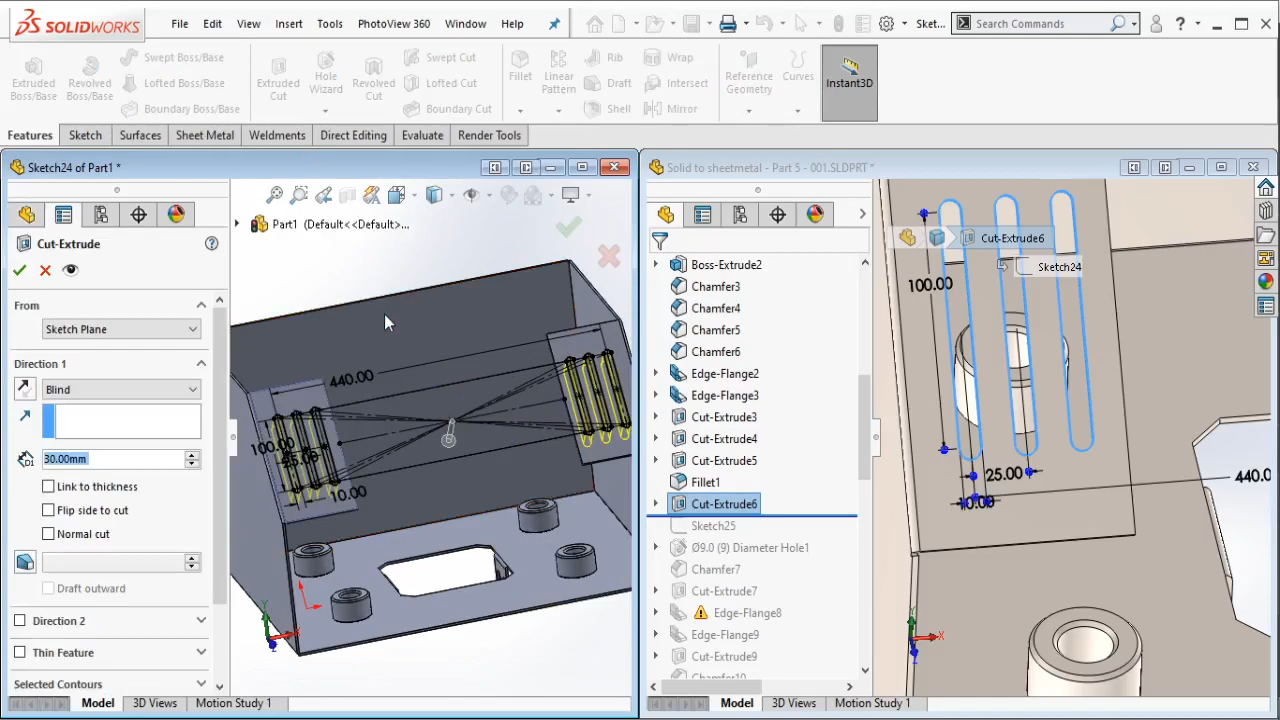 SOLIDWORKS
File Edit View Insert Tools PhotoView 360 Window Help
Sket...
Search Commands
Extruded Boss/Base
Revolved Boss/Base
Swept Boss/Base
Lofted Boss/Base
Boundary Boss/Base
Extruded Cut
Hole Wizard
Revolved Cut
Swept Cut
Lofted Cut
Boundary Cut
Fillet
Linear Pattern
Rib
Draft
Shell
Wrap
Intersect
Mirror
Reference Geometry
Curves
Instant3D
Features Sketch Surfaces Sheet Metal Weldments Direct Editing Evaluate Render Tools
Sketch24 of Part1 *
Part1 (Default<<Default>...
Cut-Extrude
From
Sketch Plane
Direction 1
Blind
D1
30.00mm
Link to thickness
Flip side to cut
Normal cut
Draft outward
Direction 2
Thin Feature
Selected Contours
440.00
100.00
25.00
10.00
Y
X
Z
Model 3D Views Motion Study 1
Solid to sheetmetal - Part 5 - 001.SLDPRT *
Boss-Extrude2
Chamfer3
Chamfer4
Chamfer5
Chamfer6
Edge-Flange2
Edge-Flange3
Cut-Extrude3
Cut-Extrude4
Cut-Extrude5
Fillet1
Cut-Extrude6
Sketch25
Ø9.0 (9) Diameter Hole1
Chamfer7
Cut-Extrude7
Edge-Flange8
Edge-Flange9
Cut-Extrude9
Chamfer10
Cut-Extrude6
Sketch24
100.00
25.00
10.00
440.0
Y
X
Z
Model 3D Views Motion Study 1